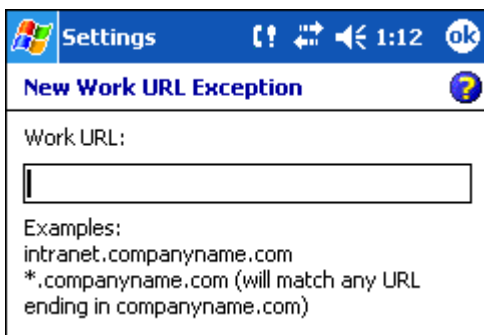 Settings 1:12 ok
New Work URL Exception ?
Work URL:
Examples:
intranet.companyname.com
*.companyname.com (will match any URL
ending in companyname.com)